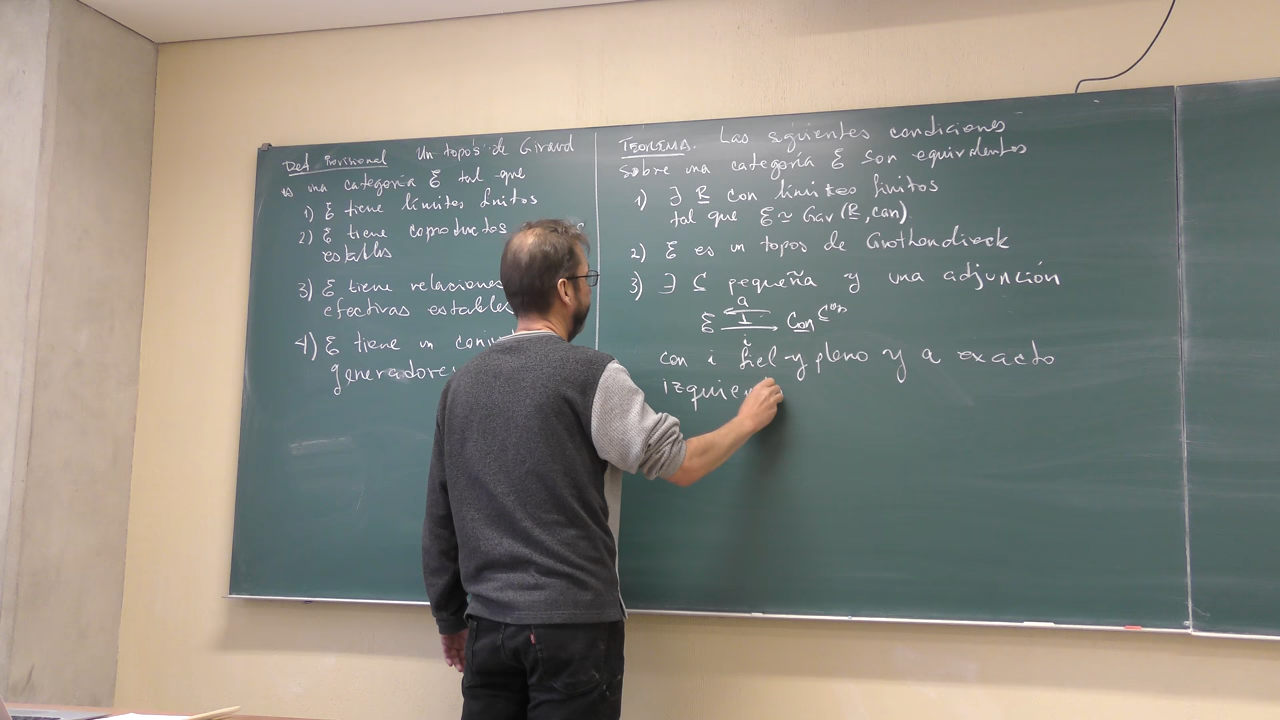 Def Provisional Un topos de Giraud
es una categoría ℰ tal que
1) ℰ tiene límites finitos
2) ℰ tiene coproductos
estables
3) ℰ tiene relaciones
efectivas estables
4) ℰ tiene un
generadores
TEOREMA. Las siguientes condiciones
sobre una categoría ℰ son equivalentes
1) ∃ R con límites finitos
tal que ℰ ≃ Gav (R, can).
2) ℰ es un topos de Grothendieck
3) ∃ C pequeña y una adjunción
a
ℰ ⊥ Con C^op
i
con i fiel y pleno y a exacto
izquier